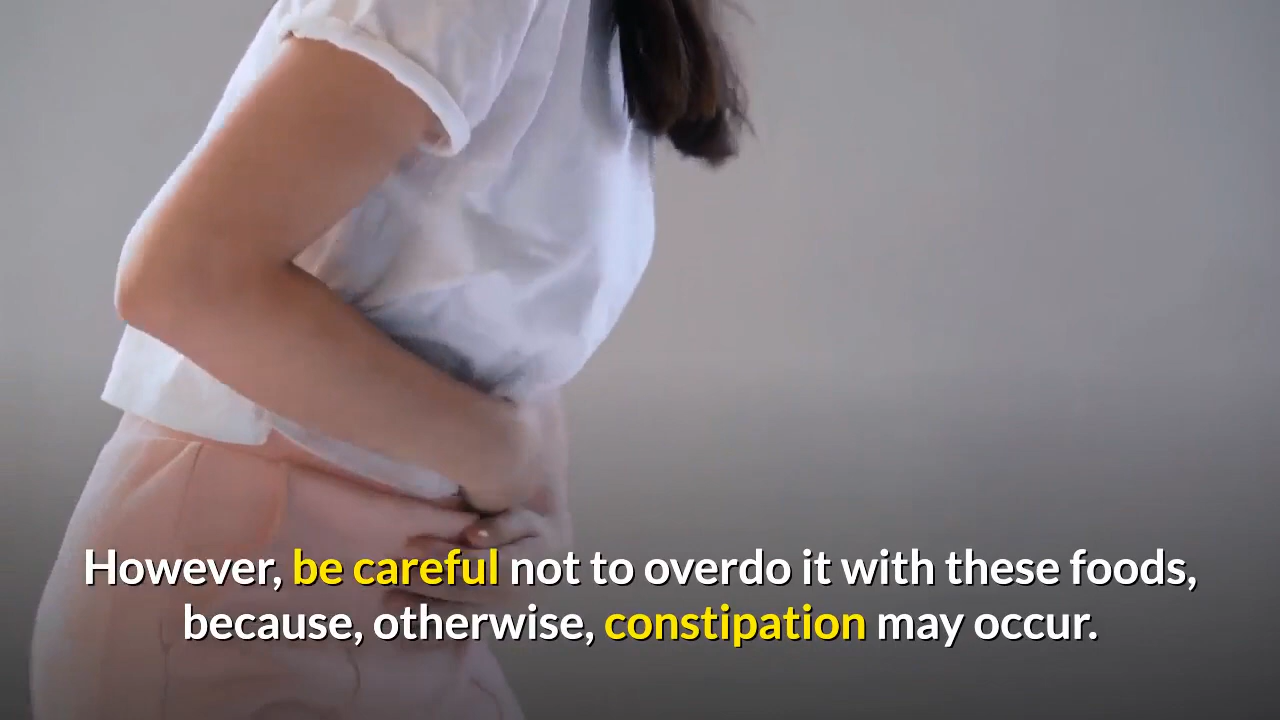 However, be careful not to overdo it with these foods,
because, otherwise, constipation may occur.